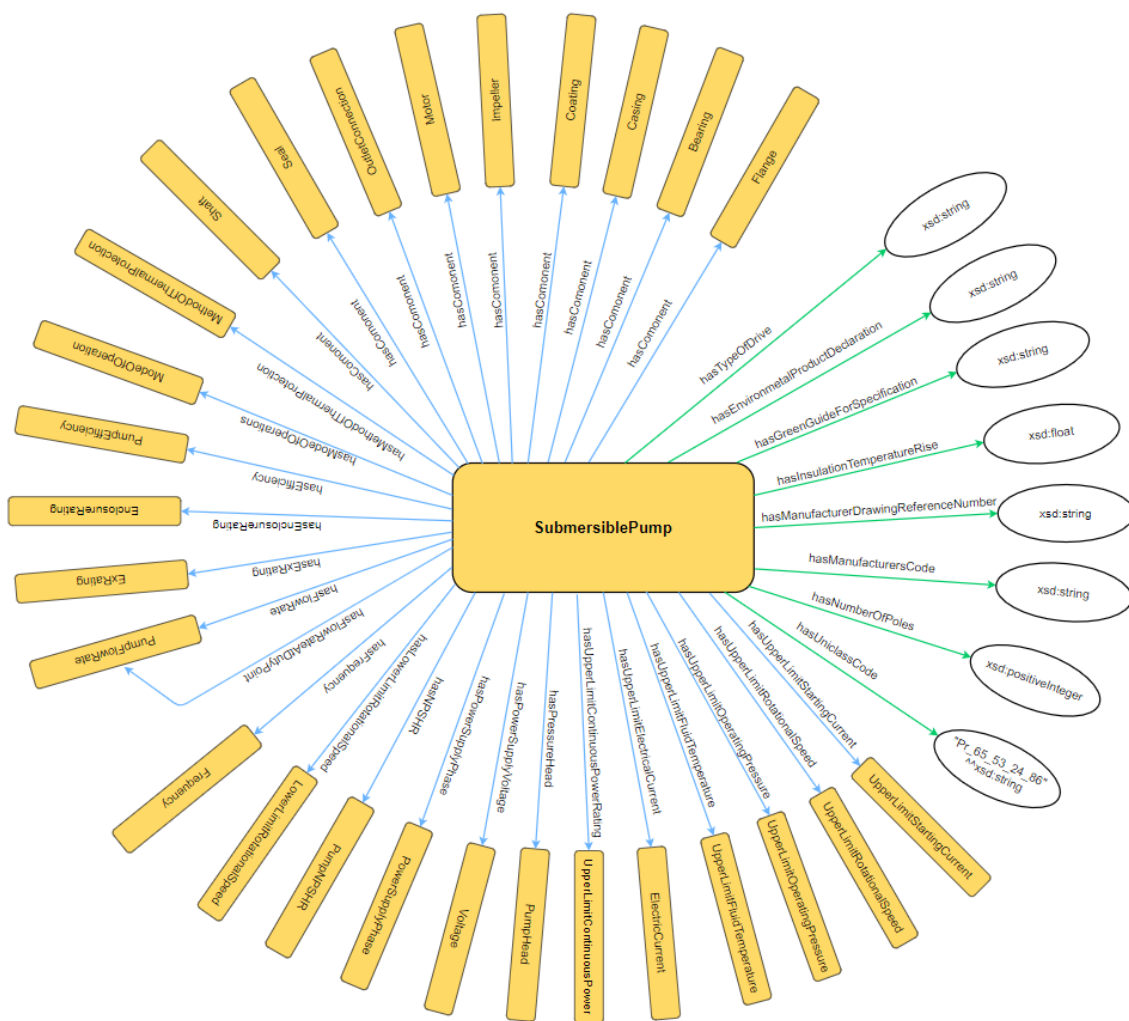 Flange
Bearing
Casing
Coating
Impeller
Motor
OutletConnection
Seal
Shaft
MethodOfThermalProtection
ModeOfOperation
PumpEfficiency
EnclosureRating
ExRating
PumpFlowRate
Frequency
LowerLimitRotationalSpeed
PumpNPSHR
PowerSupplyPhase
Voltage
PumpHead
UpperLimitContinuousPower
ElectricCurrent
UpperLimitFluidTemperature
UpperLimitOperatingPressure
UpperLimitRotationalSpeed
UpperLimitStartingCurrent
"Pr_65_53_24_86"
^^xsd:string
xsd:positiveInteger
xsd:string
xsd:string
xsd:float
xsd:string
xsd:string
xsd:string
SubmersiblePump
hasComonent
hasComonent
hasComonent
hasComonent
hasComonent
hasComonent
hasComonent
hasComonent
hasComonent
hasMethodOfThermalProtection
hasModeOfOperations
hasEfficiency
hasEnclosureRating
hasExRating
hasFlowRate
hasFlowRateAtDutyPoint
hasFrequency
hasLowerLimitRotationalSpeed
hasNPSHR
hasPowerSupplyPhase
hasPowerSupplyVoltage
hasPressureHead
hasUpperLimitContinuousPowerRating
hasUpperLimitElectricalCurrent
hasUpperLimitFluidTemperature
hasUpperLimitOperatingPressure
hasUpperLimitRotationalSpeed
hasUpperLimitStartingCurrent
hasUniclassCode
hasNumberOfPoles
hasManufacturersCode
hasManufacturerDrawingReferenceNumber
hasInsulationTemperatureRise
hasGreenGuideForSpecification
hasEnvironmetalProductDeclaration
hasTypeOfDrive